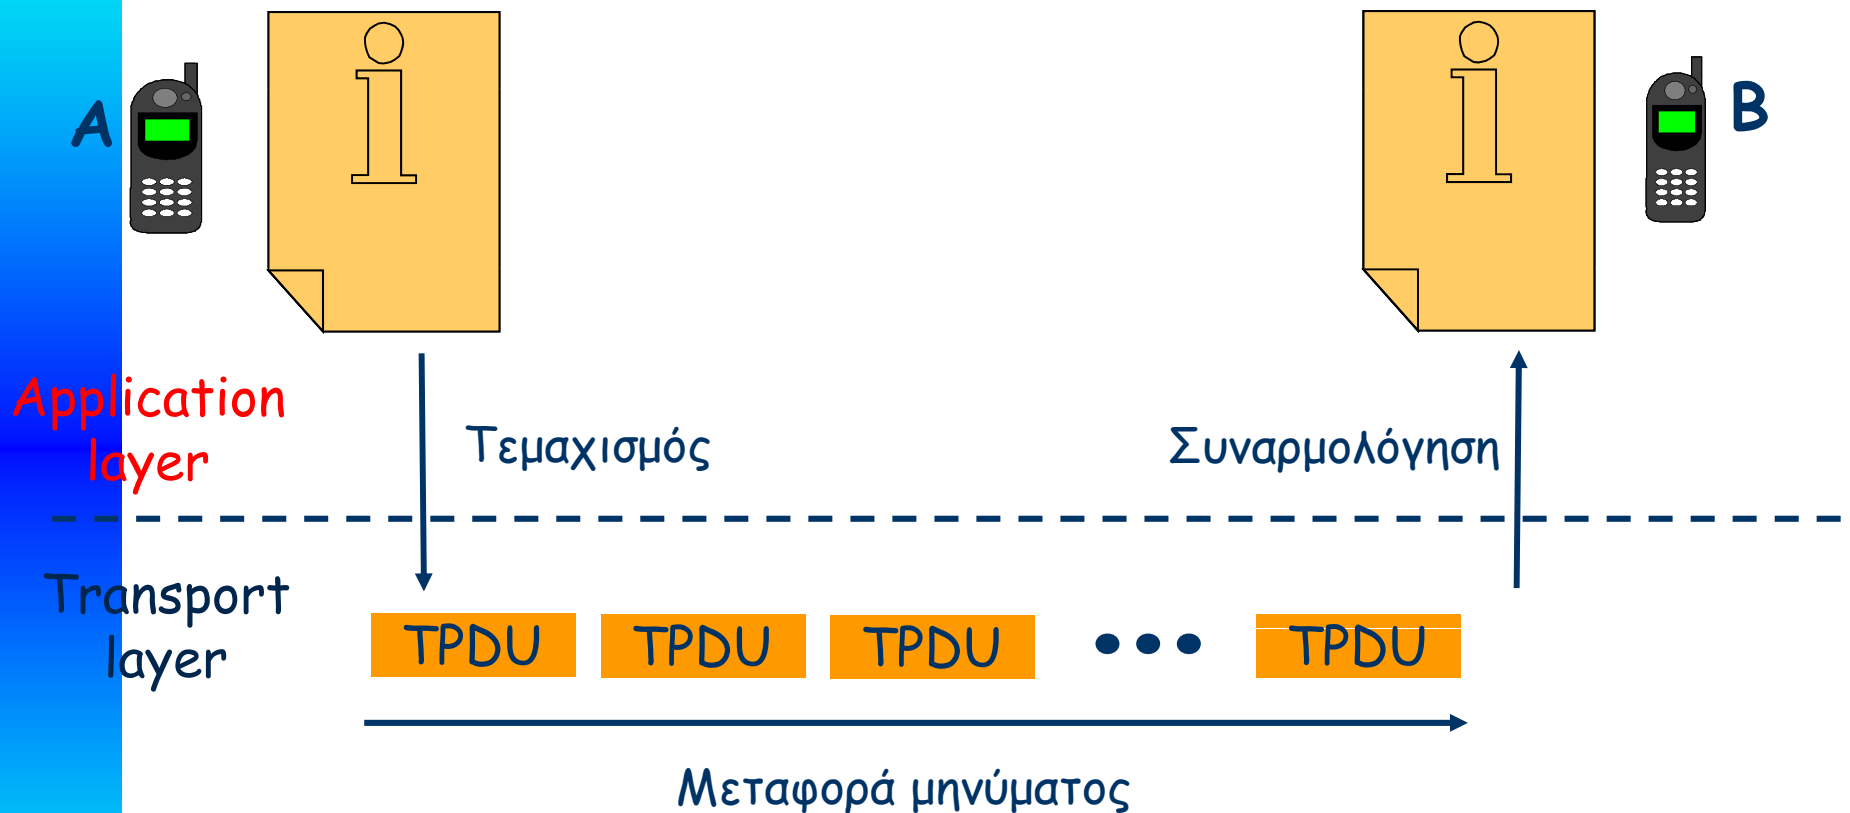 i
i
A
B
Application
layer
Τεμαχισμός
Συναρμολόγηση
Transport
layer
TPDU
TPDU
TPDU
TPDU
Μεταφορά μηνύματος